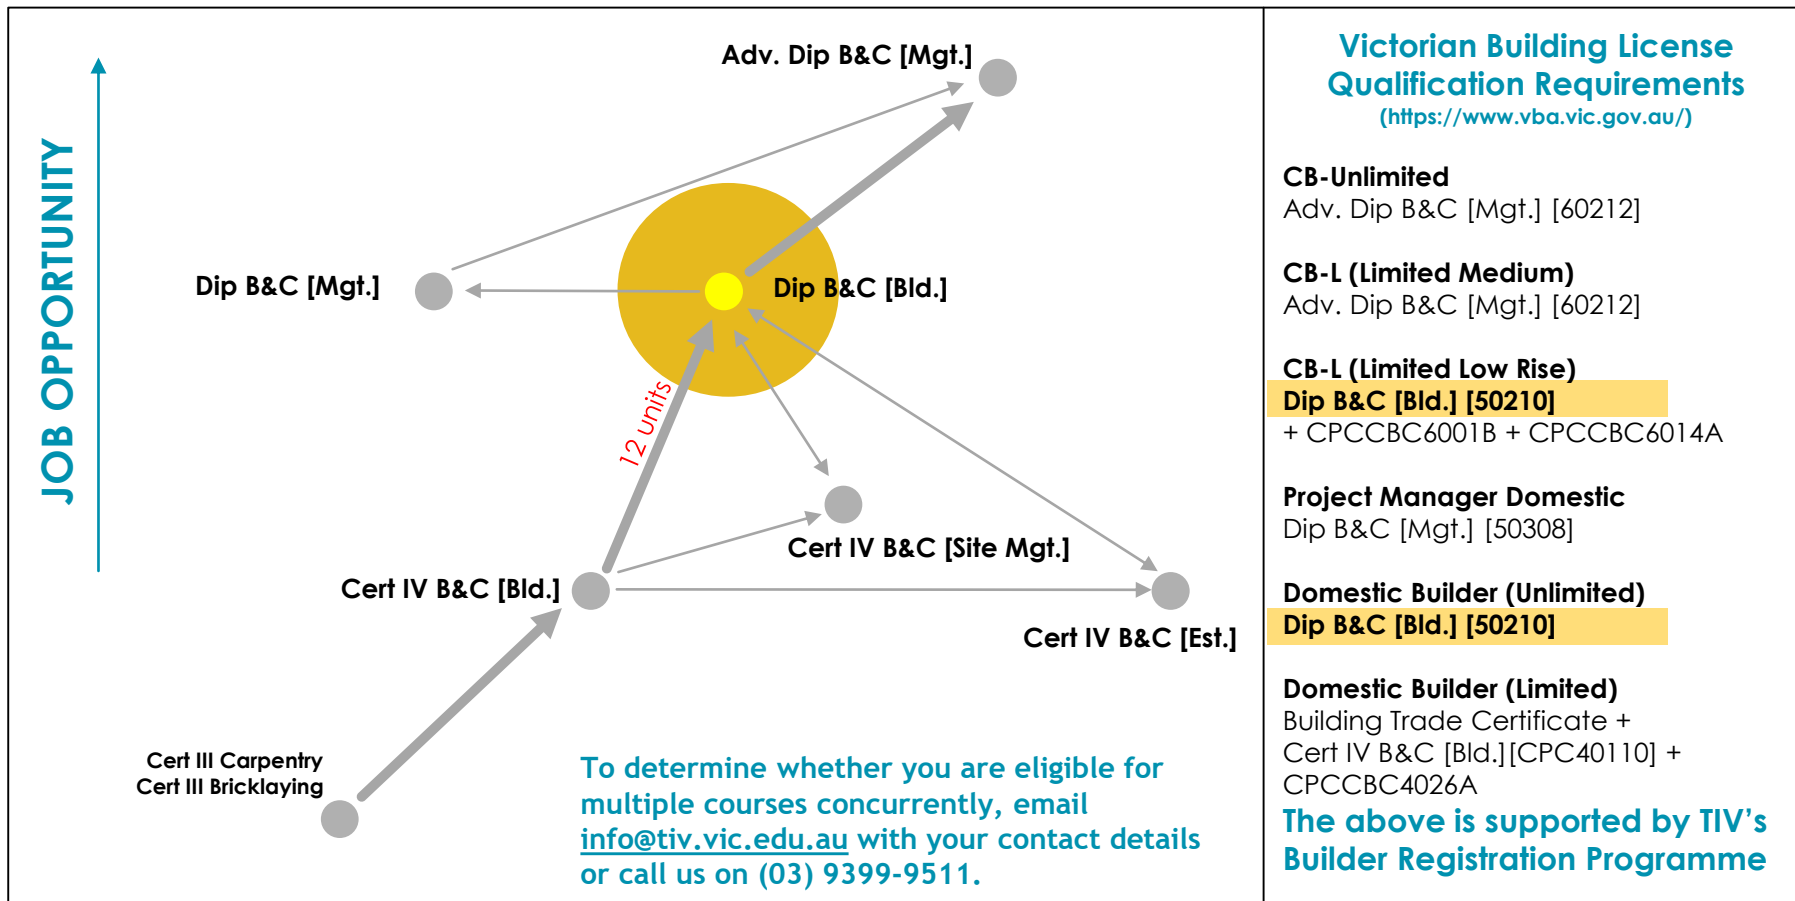 JOB OPPORTUNITY
Adv. Dip B&C [Mgt.]
Dip B&C [Mgt.]
Dip B&C [Bld.]
12 units
Cert IV B&C [Site Mgt.]
Cert IV B&C [Bld.]
Cert IV B&C [Est.]
Cert III Carpentry
Cert III Bricklaying
To determine whether you are eligible for
multiple courses concurrently, email
info@tiv.vic.edu.au with your contact details
or call us on (03) 9399-9511.
Victorian Building License
Qualification Requirements
(https://www.vba.vic.gov.au/)
CB-Unlimited
Adv. Dip B&C [Mgt.] [60212]
CB-L (Limited Medium)
Adv. Dip B&C [Mgt.] [60212]
CB-L (Limited Low Rise)
Dip B&C [Bld.] [50210]
+ CPCCBC6001B + CPCCBC6014A
Project Manager Domestic
Dip B&C [Mgt.] [50308]
Domestic Builder (Unlimited)
Dip B&C [Bld.] [50210]
Domestic Builder (Limited)
Building Trade Certificate +
Cert IV B&C [Bld.][CPC40110] +
CPCCBC4026A
The above is supported by TIV’s
Builder Registration Programme